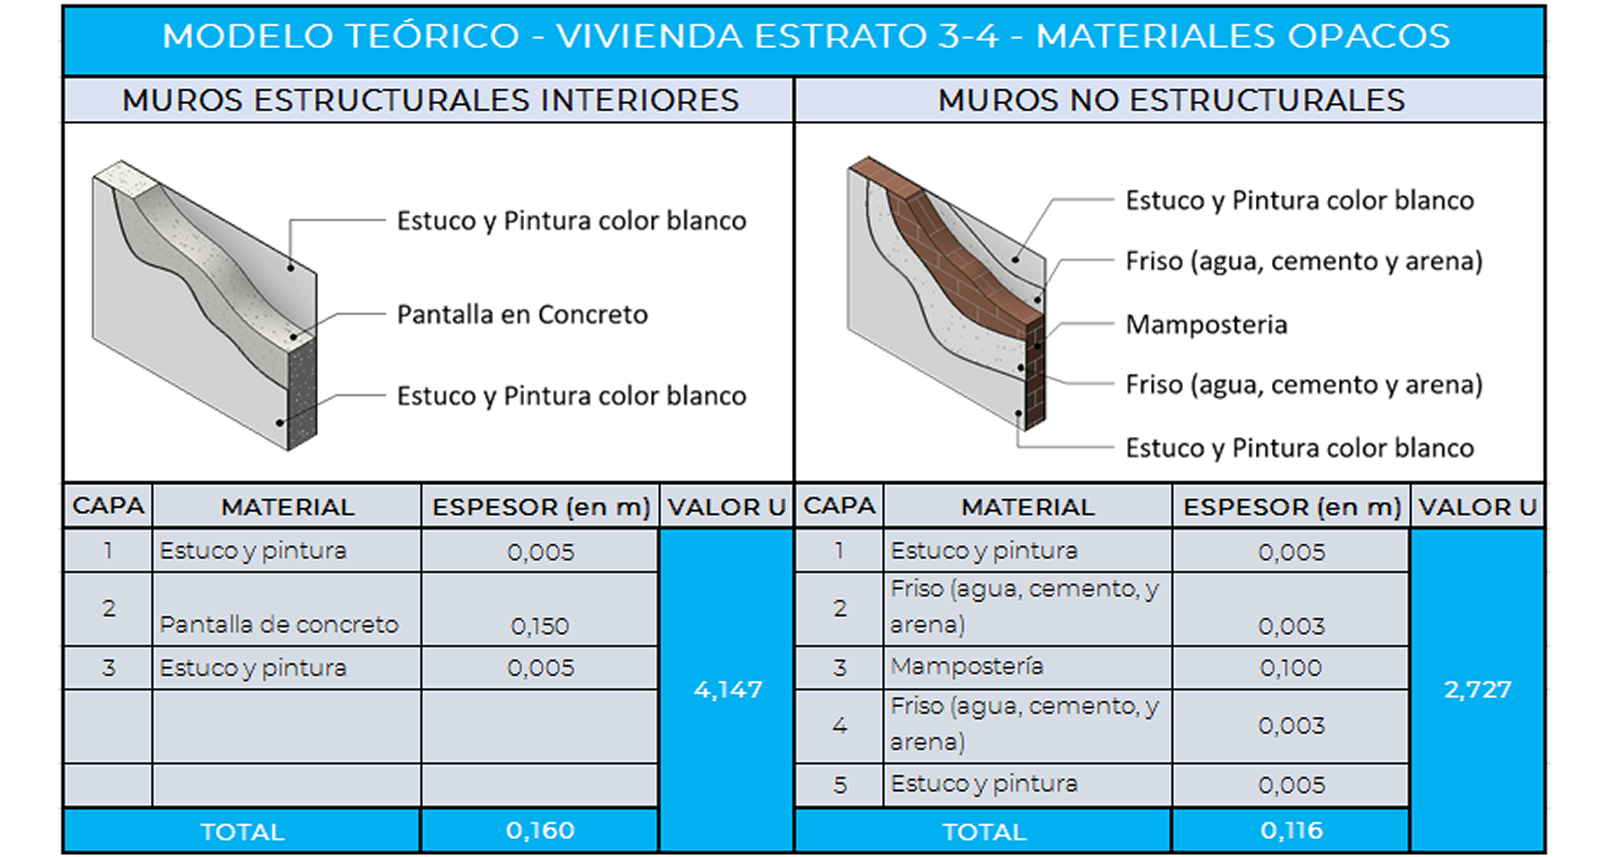 MODELO TEÓRICO - VIVIENDA ESTRATO 3-4 - MATERIALES OPACOS
MUROS ESTRUCTURALES INTERIORES
Estuco y Pintura color blanco
Pantalla en Concreto
Estuco y Pintura color blanco
CAPA MATERIAL ESPESOR (en m) VALOR U
1 Estuco y pintura 0,005
2 Pantalla de concreto 0,150
3 Estuco y pintura 0,005
4,147
TOTAL 0,160
MUROS NO ESTRUCTURALES
Estuco y Pintura color blanco
Friso (agua, cemento y arena)
Mamposteria
Friso (agua, cemento y arena)
Estuco y Pintura color blanco
CAPA MATERIAL ESPESOR (en m) VALOR U
1 Estuco y pintura 0,005
2 Friso (agua, cemento, y
arena) 0,003
3 Mampostería 0,100
4 Friso (agua, cemento, y
arena) 0,003
5 Estuco y pintura 0,005
2,727
TOTAL 0,116